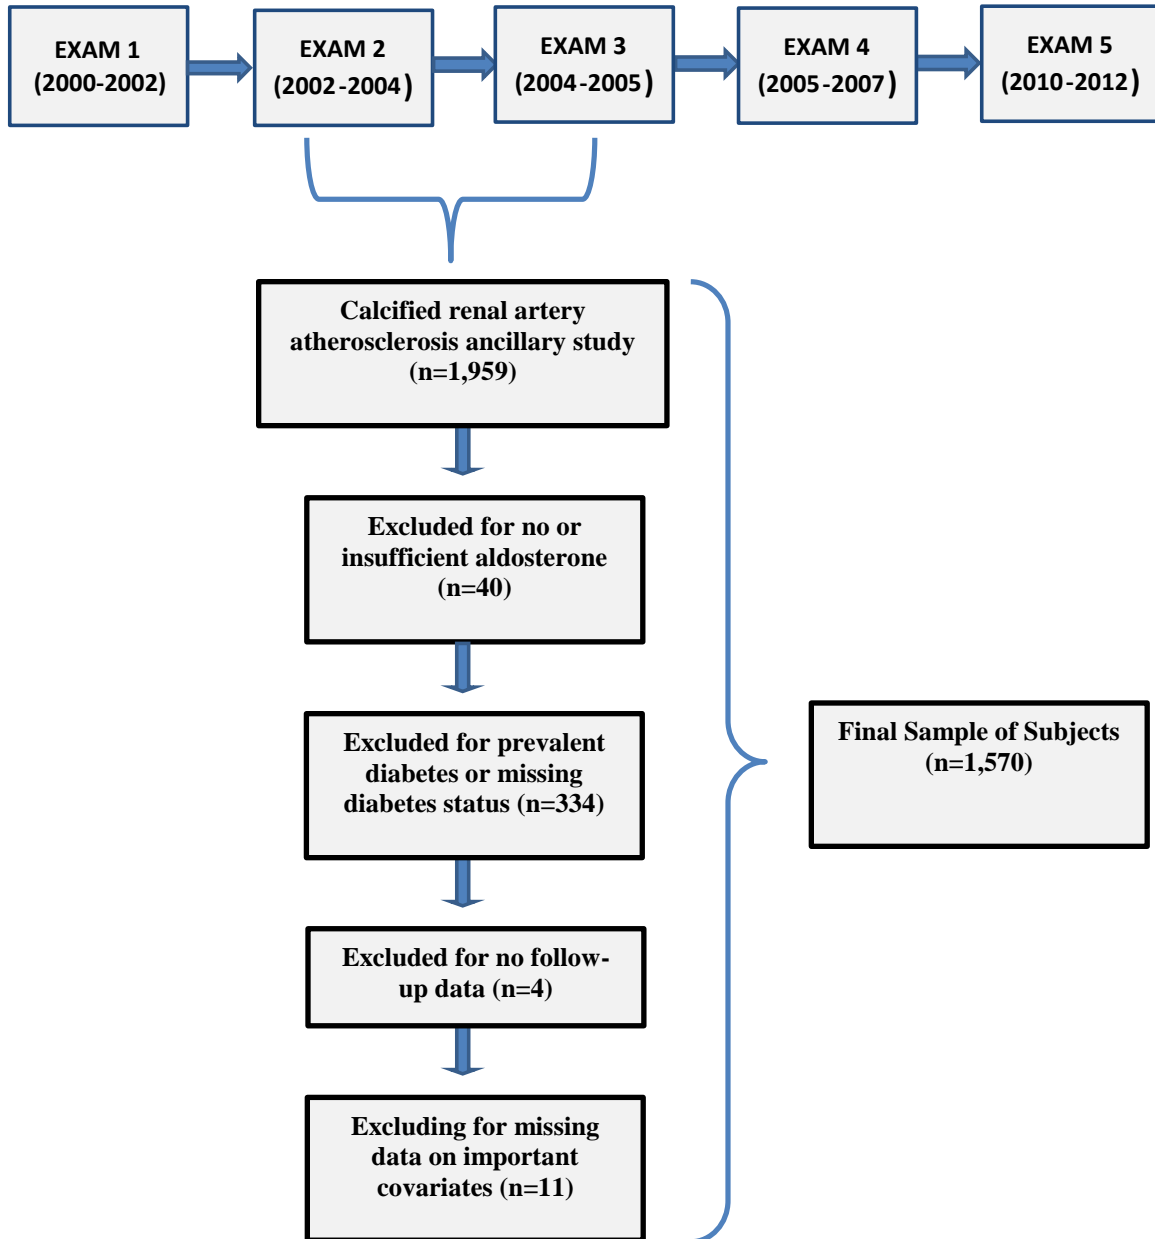 EXAM 1
(2000-2002)
EXAM 2
(2002-2004)
EXAM 3
(2004-2005)
EXAM 4
(2005-2007)
EXAM 5
(2010-2012)
Calcified renal artery
atherosclerosis ancillary study
(n=1,959)
Excluded for no or
insufficient aldosterone
(n=40)
Excluded for prevalent
diabetes or missing
diabetes status (n=334)
Final Sample of Subjects
(n=1,570)
Excluded for no follow-
up data (n=4)
Excluding for missing
data on important
covariates (n=11)